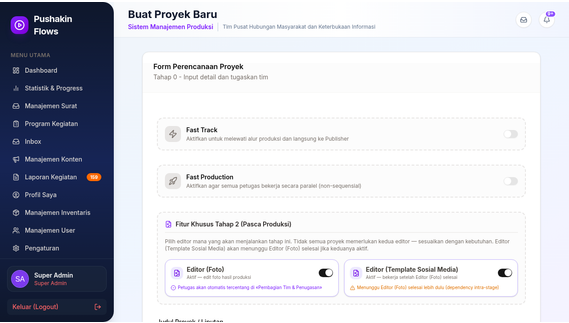 Pushakin
Flows
MENU UTAMA
Dashboard
Statistik & Progress
Manajemen Surat
Program Kegiatan
Inbox
Manajemen Konten
Laporan Kegiatan
169
Profil Saya
Manajemen Inventaris
Manajemen User
Pengaturan
SA
Super Admin
Super Admin
Keluar (Logout)
Buat Proyek Baru
Sistem Manajemen Produksi
Tim Pusat Hubungan Masyarakat dan Keterbukaan Informasi
9+
Form Perencanaan Proyek
Tahap 0 - Input detail dan tugaskan tim
Fast Track
Aktifkan untuk melewati alur produksi dan langsung ke Publisher
Fast Production
Aktifkan agar semua petugas bekerja secara paralel (non-sequensial)
Fitur Khusus Tahap 2 (Pasca Produksi)
Pilih editor mana yang akan menjalankan tahap ini. Tidak semua proyek memerlukan kedua editor — sesuaikan dengan kebutuhan. Editor
(Template Sosial Media) akan menunggu Editor (Foto) selesai jika keduanya aktif.
Editor (Foto)
Aktif — edit foto hasil produksi
Petugas akan otomatis tercentang di «Pembagian Tim & Penugasan»
Editor (Template Sosial Media)
Aktif — bekerja setelah Editor (Foto) selesai
Menunggu Editor (Foto) selesai lebih dulu (dependency intra-stage)
Judul Proyek / Liputan